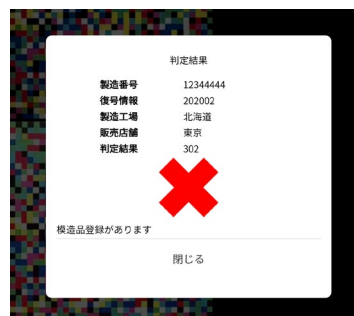 判定結果
製造番号 12344444
復号情報 202002
製造工場 北海道
販売店舗 東京
判定結果 302
模造品登録があります
閉じる